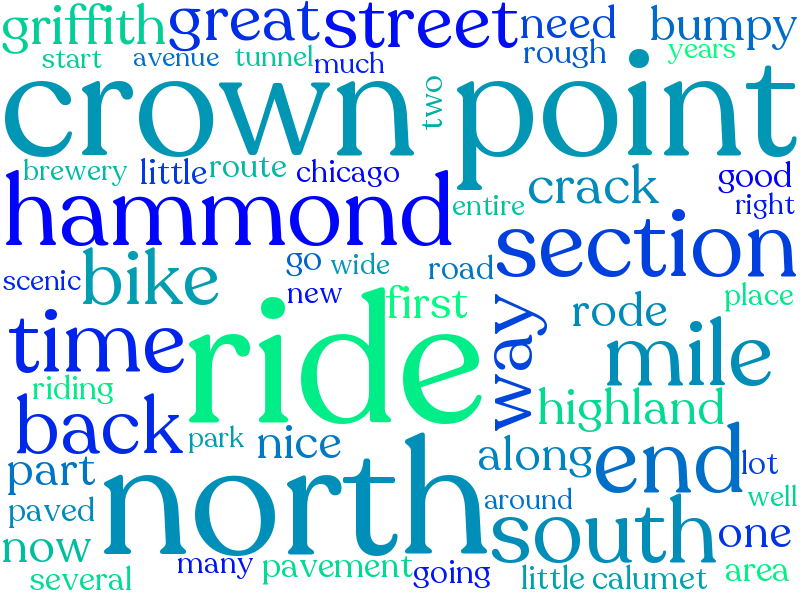 griffith great street need bumpy
start avenue tunnel much rough years
crown point
two
brewery little route chicago crack good
hammond entire right
section
scenic bike go wide road
new first way rode place
time ride mile
riding highland
back park nice
part north along end lot
paved around well
now south one
several many pavement going little calumet area